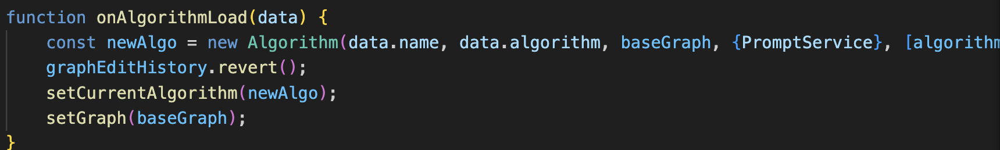 function onAlgorithmLoad(data) {
    const newAlgo = new Algorithm(data.name, data.algorithm, baseGraph, {PromptService}, [algorithm
    graphEditHistory.revert();
    setCurrentAlgorithm(newAlgo);
    setGraph(baseGraph);
}